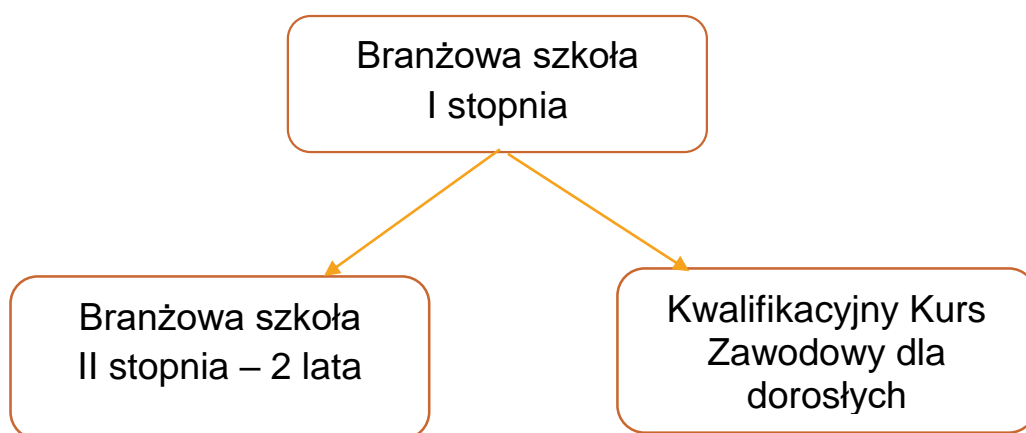 Branżowa szkoła
I stopnia
Branżowa szkoła
II stopnia – 2 lata
Kwalifikacyjny Kurs
Zawodowy dla
dorosłych